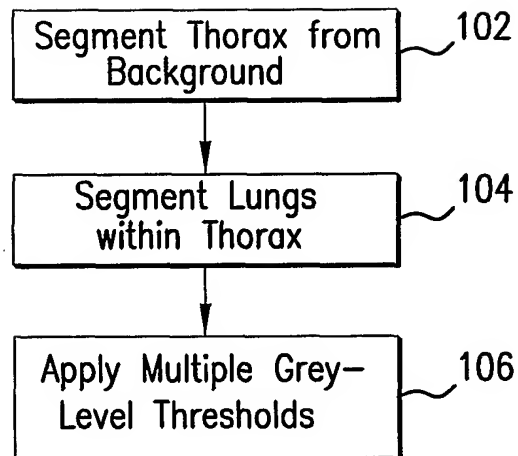 Segment Thorax from
Background
102
Segment Lungs
within Thorax
104
Apply Multiple Grey-
Level Thresholds
106